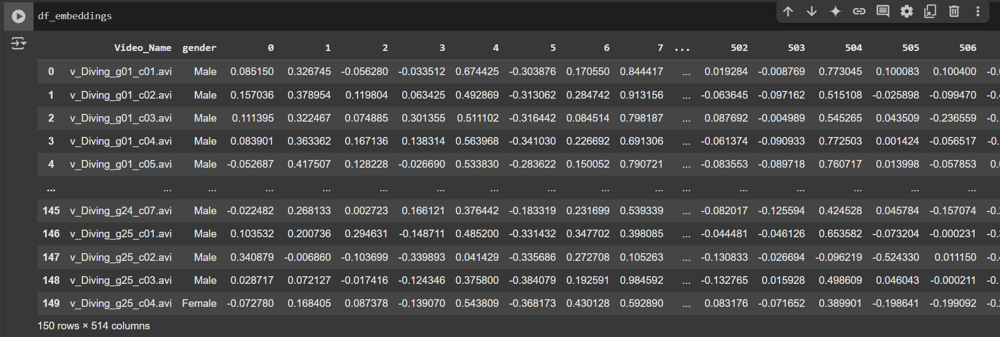 df_embeddings
Video_Name gender 0 1 2 3 4 5 6 7 ... 502 503 504 505 506
0 v_Diving_g01_c01.avi Male 0.085150 0.326745 -0.056280 -0.033512 0.674425 -0.303876 0.170550 0.844417 ... 0.019284 -0.008769 0.773045 0.100083 0.100400 -0.
1 v_Diving_g01_c02.avi Male 0.157036 0.378954 0.119804 0.063425 0.492869 -0.313062 0.284742 0.913156 ... -0.063645 -0.097162 0.515108 -0.025898 -0.099470 -0.
2 v_Diving_g01_c03.avi Male 0.111395 0.322467 0.074885 0.301355 0.511102 -0.316442 0.084514 0.798187 ... 0.087692 -0.004989 0.545265 0.043509 -0.236559 -0.
3 v_Diving_g01_c04.avi Male 0.083901 0.363362 0.167136 0.138314 0.563968 -0.341030 0.226692 0.691306 ... -0.061374 -0.090933 0.772503 0.001424 -0.056517 -0.
4 v_Diving_g01_c05.avi Male -0.052687 0.417507 0.128228 -0.026690 0.533830 -0.283622 0.150052 0.790721 ... -0.083553 -0.089718 0.760717 0.013998 -0.057853 0.
... ... ... ... ... ... ... ... ... ... ... ... ... ... ... ... ...
145 v_Diving_g24_c07.avi Male -0.022482 0.268133 0.002723 0.166121 0.376442 -0.183319 0.231699 0.539339 ... -0.082017 -0.125594 0.424528 0.045784 -0.157074 -0.
146 v_Diving_g25_c01.avi Male 0.103532 0.200736 0.294631 -0.148711 0.485200 -0.331432 0.347702 0.398085 ... -0.044481 -0.046126 0.653582 -0.073204 -0.000231 -0.
147 v_Diving_g25_c02.avi Male 0.340879 -0.006860 -0.103699 -0.339893 0.041429 -0.335686 0.272708 0.105263 ... -0.130833 -0.026694 -0.096219 -0.524330 0.011150 -0.
148 v_Diving_g25_c03.avi Male 0.028717 0.072127 -0.017416 -0.124346 0.375800 -0.384079 0.192591 0.984592 ... -0.132765 0.015928 0.498609 0.046043 -0.000211 -0.
149 v_Diving_g25_c04.avi Female -0.072780 0.168405 0.087378 -0.139070 0.543809 -0.368173 0.430128 0.592890 ... 0.083176 -0.071652 0.389901 -0.198641 -0.199092 -0.
150 rows × 514 columns